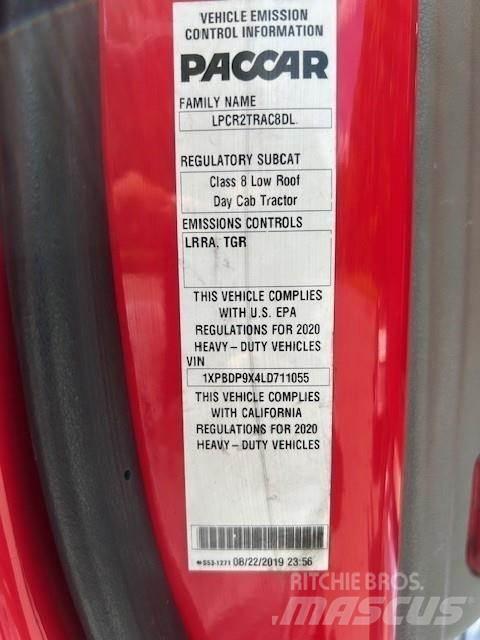 VEHICLE EMISSION
CONTROL INFORMATION
PACCAR
FAMILY NAME
LPCR2TRAC8DL
REGULATORY SUBCAT
Class 8 Low Roof
Day Cab Tractor
EMISSIONS CONTROLS
LRRA, TGR
THIS VEHICLE COMPLIES
WITH U.S. EPA
REGULATIONS FOR 2020
HEAVY-DUTY VEHICLES
VIN
1XPBDP9X4LD711055
THIS VEHICLE COMPLIES
WITH CALIFORNIA
REGULATIONS FOR 2020
HEAVY-DUTY VEHICLES
S53-1271 08/22/2019 23:56
RITCHIE BROS.
MASCUS